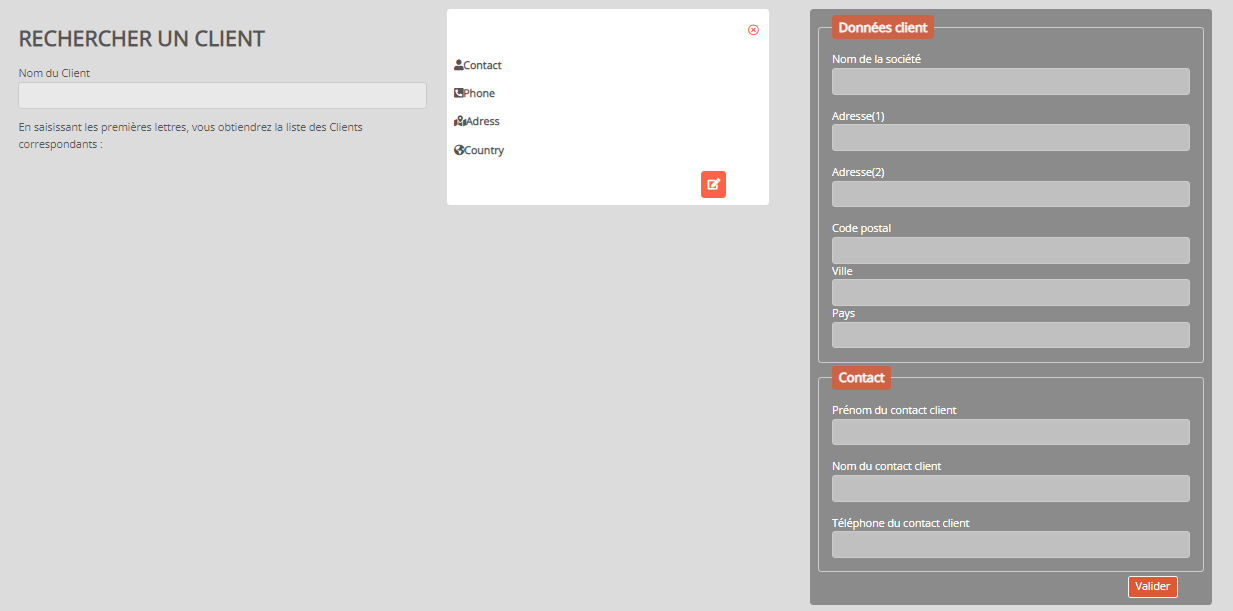 RECHERCHER UN CLIENT
Nom du Client
En saisissant les premières lettres, vous obtiendrez la liste des Clients
correspondants :
Contact
Phone
Adress
Country
Données client
Nom de la société
Adresse(1)
Adresse(2)
Code postal
Ville
Pays
Contact
Prénom du contact client
Nom du contact client
Téléphone du contact client
Valider